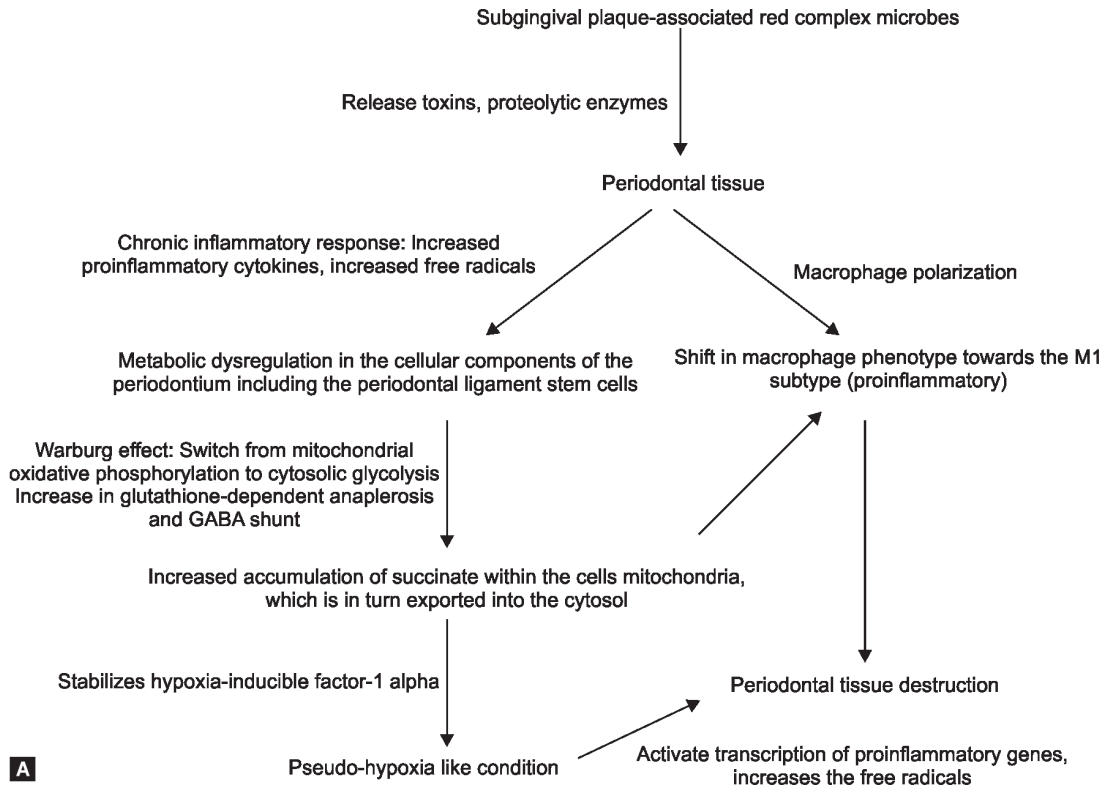 Subgingival plaque-associated red complex microbes
Release toxins, proteolytic enzymes
Periodontal tissue
Chronic inflammatory response: Increased
proinflammatory cytokines, increased free radicals
Macrophage polarization
Metabolic dysregulation in the cellular components of the
periodontium including the periodontal ligament stem cells
Shift in macrophage phenotype towards the M1
subtype (proinflammatory)
Warburg effect: Switch from mitochondrial
oxidative phosphorylation to cytosolic glycolysis
Increase in glutathione-dependent anaplerosis
and GABA shunt
Increased accumulation of succinate within the cells mitochondria,
which is in turn exported into the cytosol
Stabilizes hypoxia-inducible factor-1 alpha
Periodontal tissue destruction
Pseudo-hypoxia like condition
Activate transcription of proinflammatory genes,
increases the free radicals
A